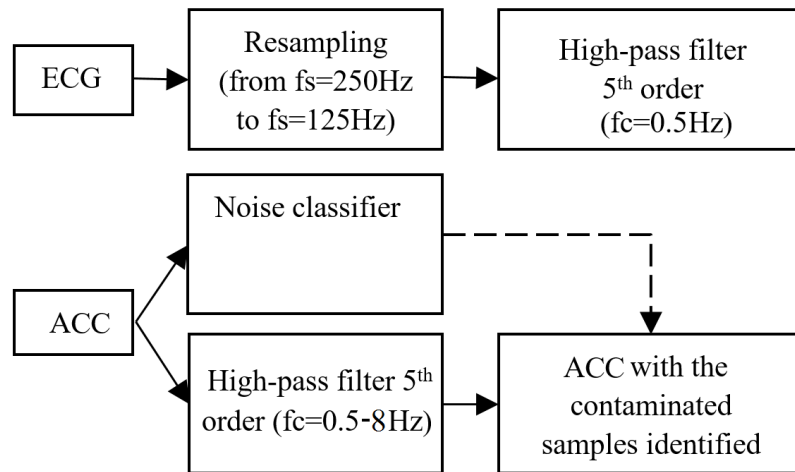 ECG
Resampling
(from fs=250Hz
to fs=125Hz)
High-pass filter
5th order
(fc=0.5Hz)
ACC
Noise classifier
High-pass filter 5th
order (fc=0.5-8Hz)
ACC with the
contaminated
samples identified